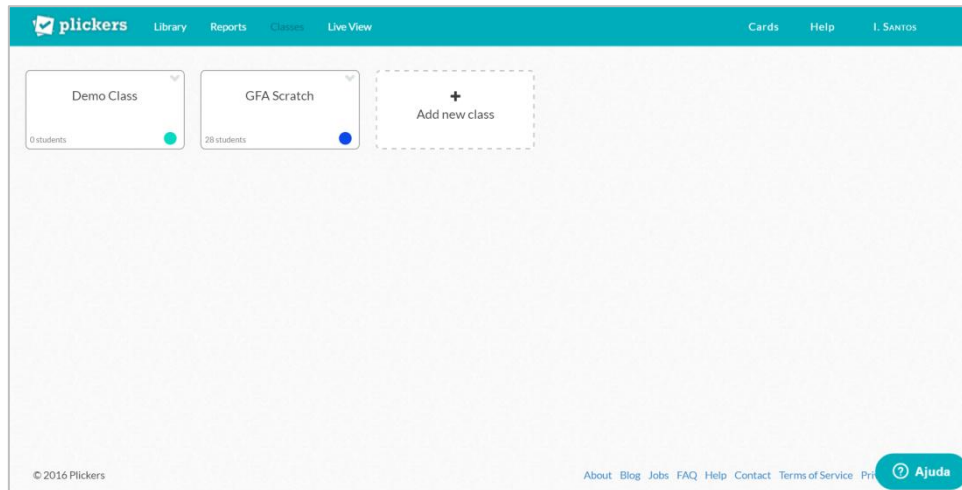 plickers Library Reports Classes Live View Cards Help I. SANTOS
Demo Class
0 students
GFA Scratch
28 students
+
Add new class
© 2016 Plickers About Blog Jobs FAQ Help Contact Terms of Service Pri
Ajuda